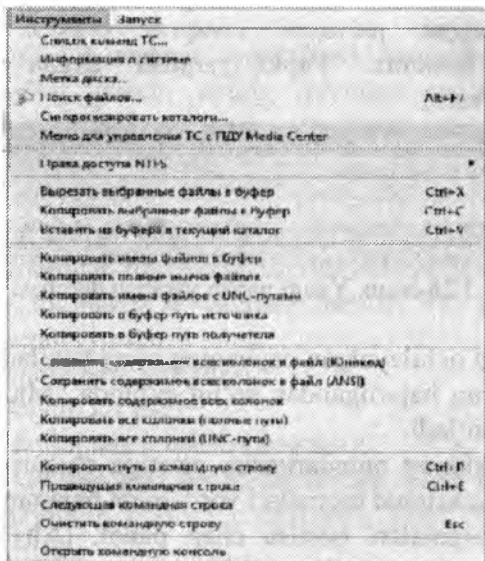 Инструменты Запуск
Список команд ТС...
Информация о системе
Метка диска...
Поиск файлов... Alt+F7
Синхронизировать каталоги...
Меню для управления ТС с ПДУ Media Center
Права доступа NTFS
Вырезать выбранные файлы в буфер Ctrl+X
Копировать выбранные файлы в буфер Ctrl+C
Вставить из буфера в текущий каталог Ctrl+V
Копировать имена файлов в буфер
Копировать полные имена файлов
Копировать имена файлов с UNC-путами
Копировать в буфер путь источника
Копировать в буфер путь получателя
всех колонок в файл (Юникод)
Сохранить содержимое всех колонок в файл (ANSI)
Копировать содержимое всех колонок
Копировать все колонки (полные пути)
Копировать все колонки (UNC-пути)
Копировать путь в командную строку Ctrl+P
Предыдущая командная строка Ctrl+E
Следующая командная строка
Очистить командную строку Esc
Открыть командную консоль